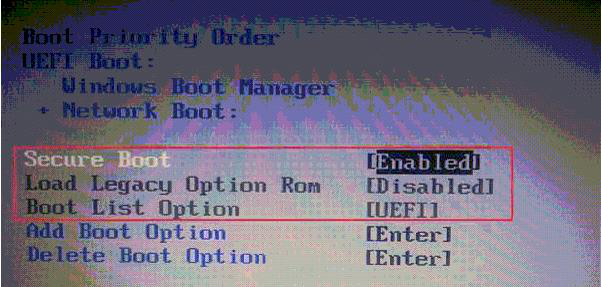 Boot Priority Order
UEFI Boot:
Windows Boot Manager
+ Network Boot:
Secure Boot [Enabled]
Load Legacy Option Rom [Disabled]
Boot List Option [UEFI]
Add Boot Option [Enter]
Delete Boot Option [Enter]